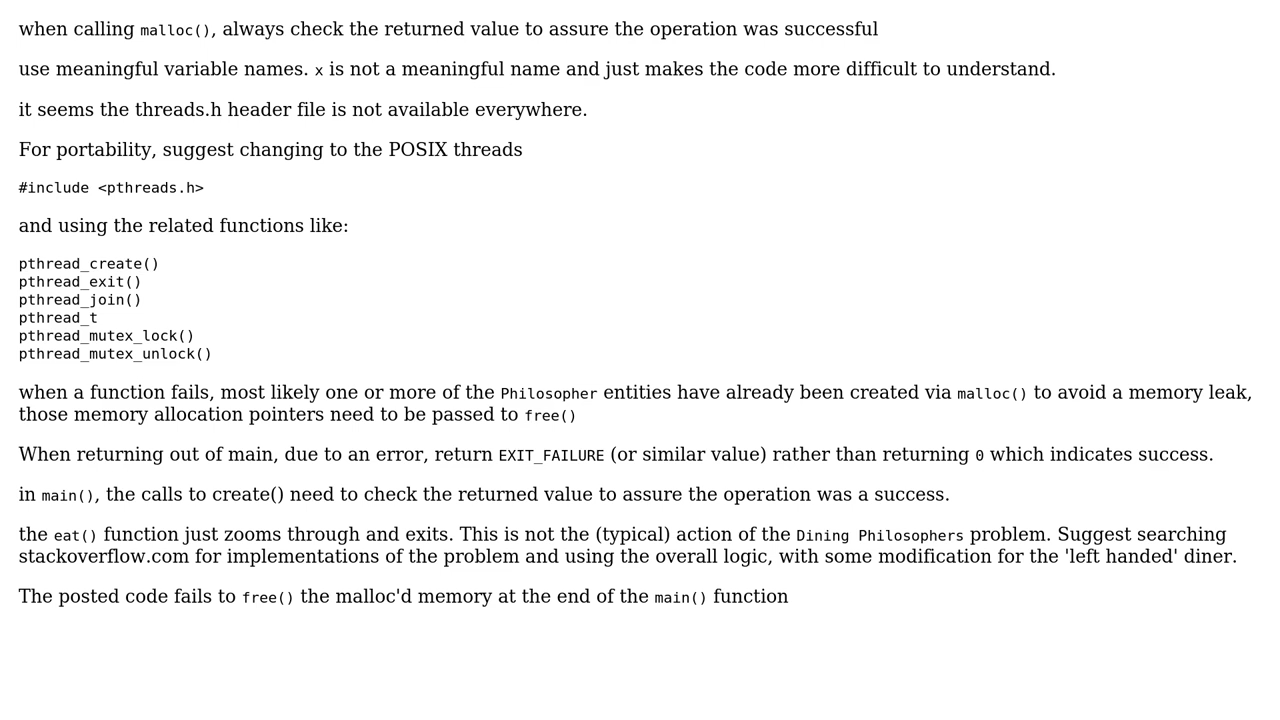 when calling malloc(), always check the returned value to assure the operation was successful
use meaningful variable names. x is not a meaningful name and just makes the code more difficult to understand.
it seems the threads.h header file is not available everywhere.
For portability, suggest changing to the POSIX threads
#include <pthreads.h>
and using the related functions like:
pthread_create()
pthread_exit()
pthread_join()
pthread_t
pthread_mutex_lock()
pthread_mutex_unlock()
when a function fails, most likely one or more of the Philosopher entities have already been created via malloc() to avoid a memory leak,
those memory allocation pointers need to be passed to free()
When returning out of main, due to an error, return EXIT_FAILURE (or similar value) rather than returning 0 which indicates success.
in main(), the calls to create() need to check the returned value to assure the operation was a success.
the eat() function just zooms through and exits. This is not the (typical) action of the Dining Philosophers problem. Suggest searching
stackoverflow.com for implementations of the problem and using the overall logic, with some modification for the 'left handed' diner.
The posted code fails to free() the malloc'd memory at the end of the main() function